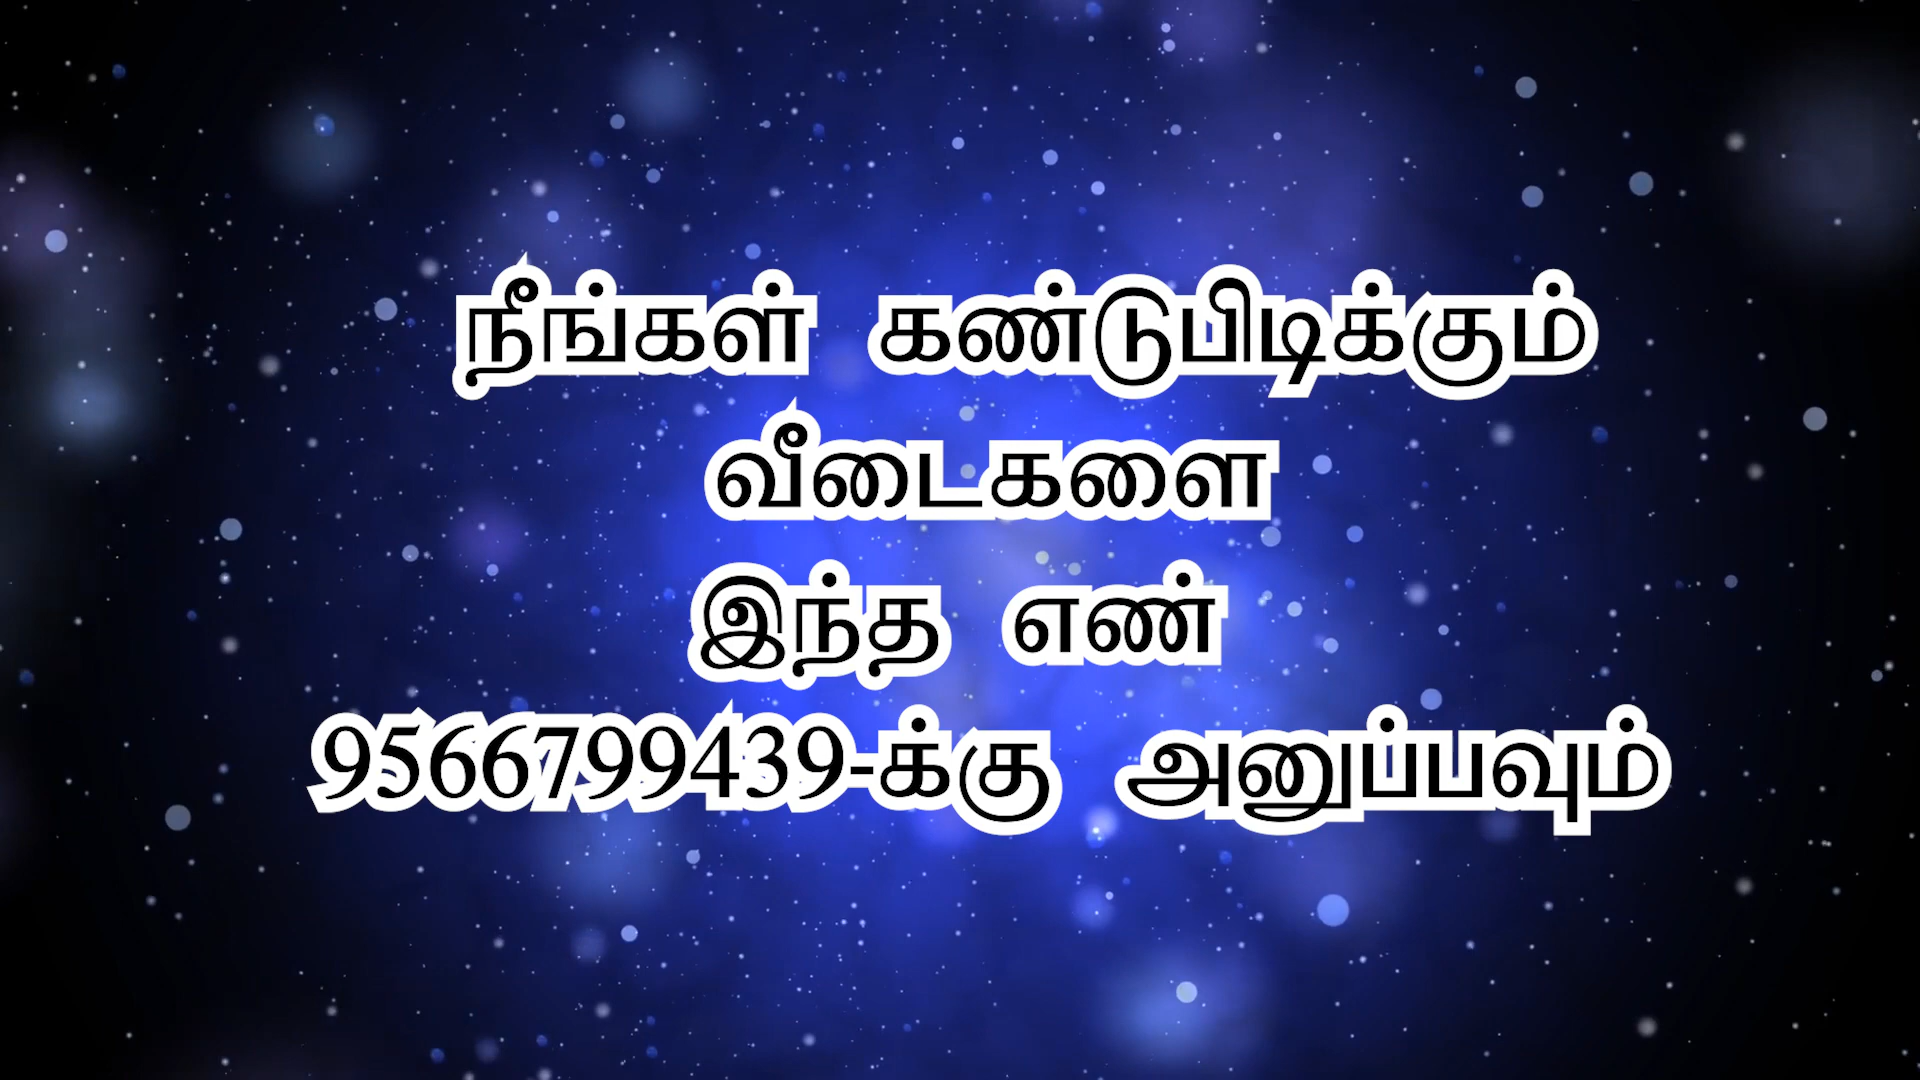 நீங்கள் கண்டுபிடிக்கும்
வீடைகளை
இந்த எண்
9566799439-க்கு அனுப்பவும்